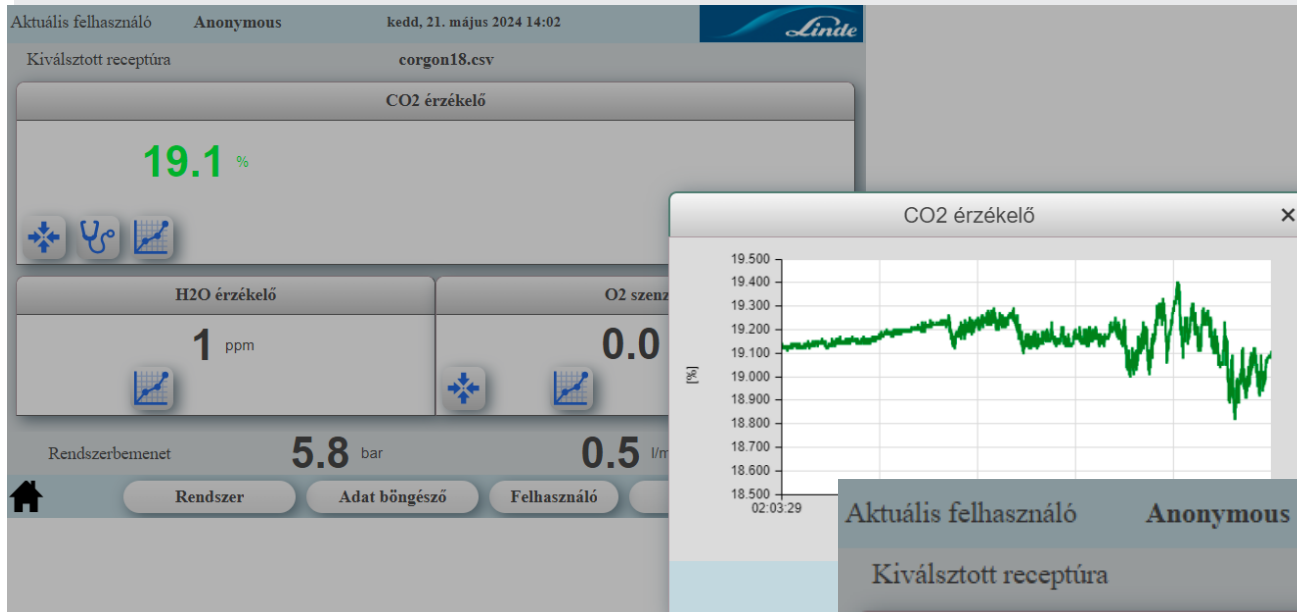 Aktuális felhasználó Anonymous kedd, 21. május 2024 14:02 Linde
Kiválsztott receptúra corgon18.csv
CO2 érzékelő
19.1 %
H2O érzékelő O2 szenz
1 ppm 0.0
Rendszerbemenet 5.8 bar 0.5 l/m
Rendszer Adat böngésző Felhasználó
CO2 érzékelő ×
19.500
19.400
19.300
19.200
19.100
19.000
18.900
18.800
18.700
18.600
18.500
[%]
02:03:29
Aktuális felhasználó Anonymous
Kiválsztott receptúra